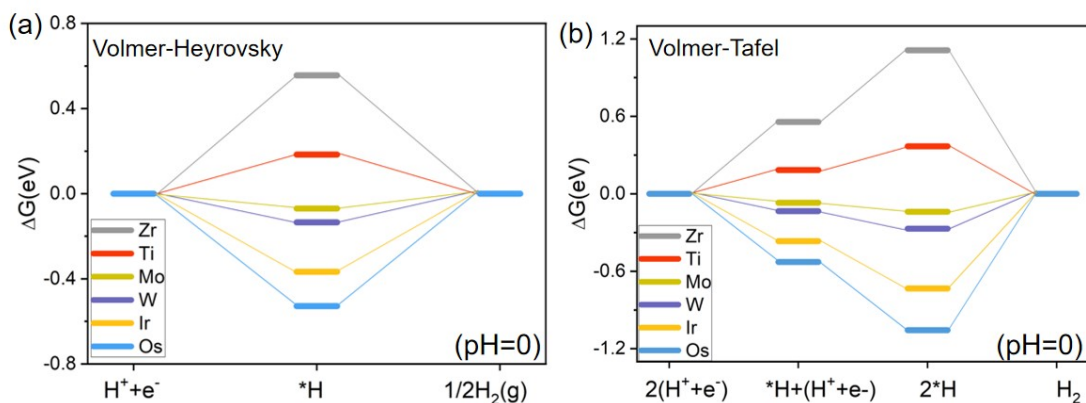 (a)
Volmer-Heyrovsky
ΔG(eV)
0.8
0.4
0.0
-0.4
-0.8
Zr
Ti
Mo
W
Ir
Os
(pH=0)
H⁺+e⁻
*H
1/2H₂(g)
(b)
Volmer-Tafel
ΔG(eV)
1.2
0.6
0.0
-0.6
-1.2
Zr
Ti
Mo
W
Ir
Os
(pH=0)
2(H⁺+e⁻)
*H+(H⁺+e-)
2*H
H₂